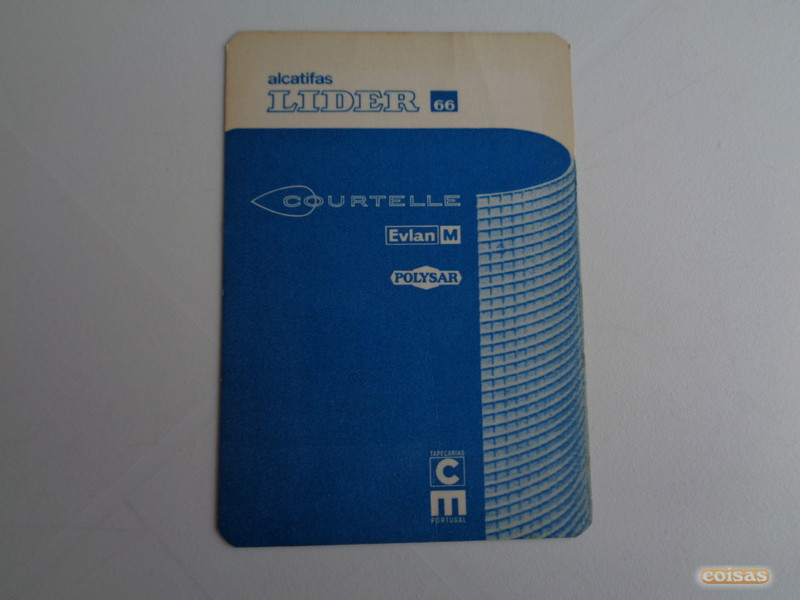 alcatifas
LIDER 66
COURTELLE
Evlan M
POLYSAR
TAPEÇARIAS
C
m
PORTUGAL
coisas